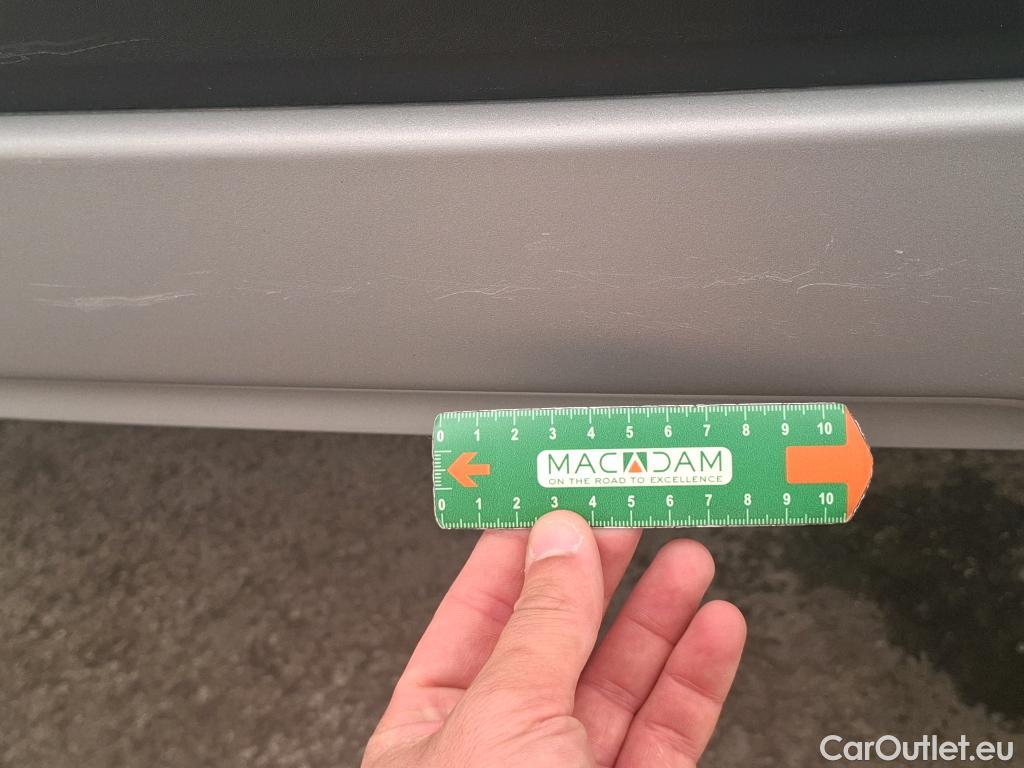 0 1 2 3 4 5 6 7 8 9 10
MACADAM
ON THE ROAD TO EXCELLENCE
0 1 2 3 4 5 6 7 8 9 10
CarOutlet.eu